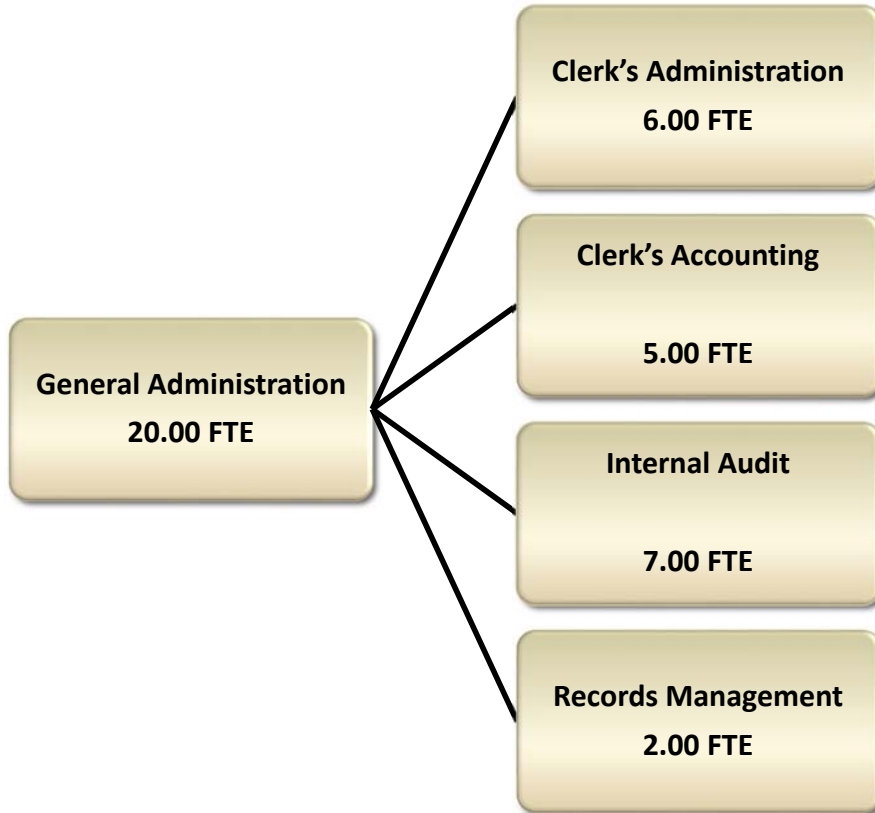 General Administration
20.00 FTE
Clerk’s Administration
6.00 FTE
Clerk’s Accounting
5.00 FTE
Internal Audit
7.00 FTE
Records Management
2.00 FTE